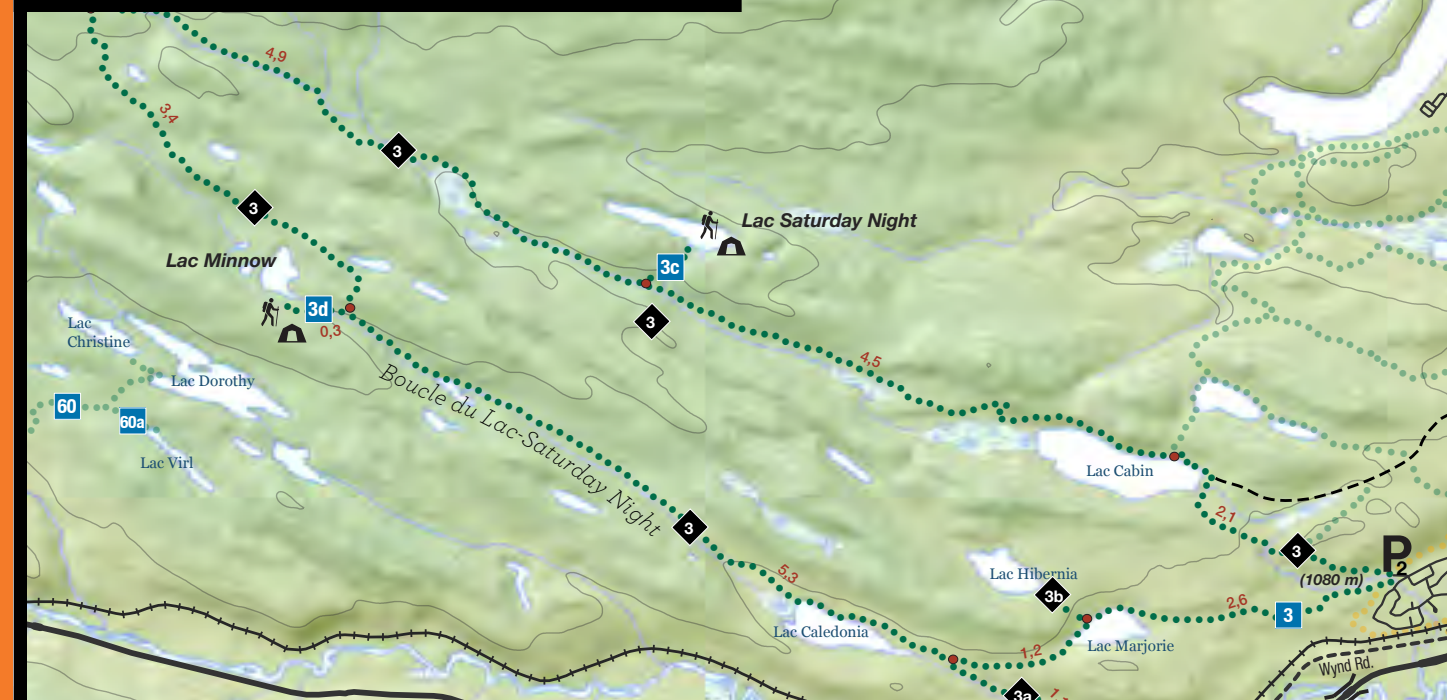 4,9
3,4
3
3
Lac Saturday Night
Lac Minnow
3c
3d
0,3
3
Lac
Christine
4,5
Lac Dorothy
60
60a
Boucle du Lac-Saturday Night
Lac Virl
Lac Cabin
2,1
3
3
P2
(1080 m)
5,3
Lac Hibernia
3b
2,6
3
Lac Caledonia
Lac Marjorie
1,2
Wynd Rd.
3a